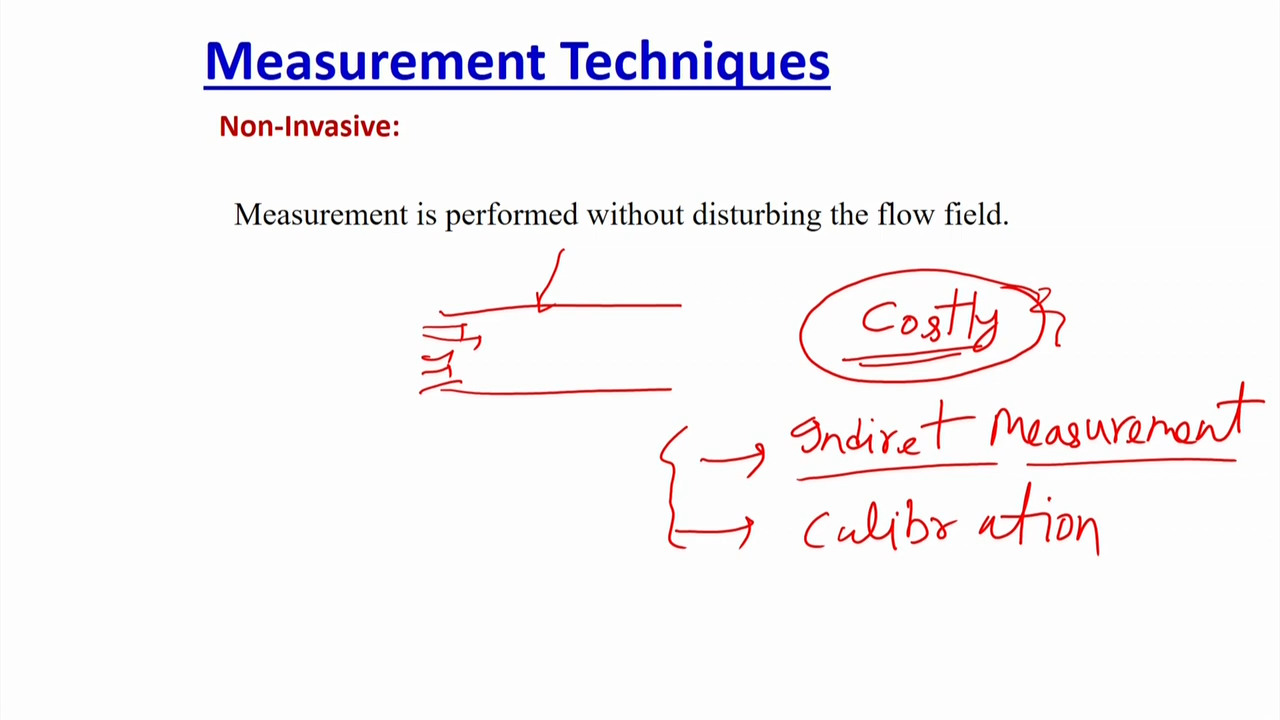 Measurement Techniques
Non-Invasive:
Measurement is performed without disturbing the flow field.
Costly
Indiret Measurement
Calibration